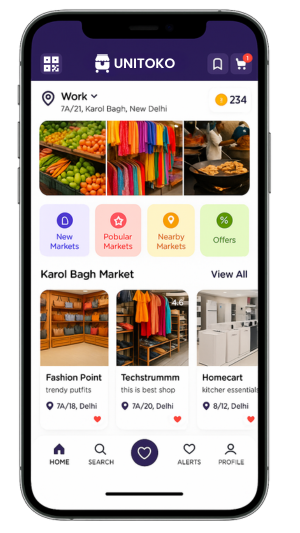 UNITOKO
1
Work
7A/21, Karol Bagh, New Delhi
234
New
Markets
Pobular
Markets
Nearby
Markets
Offers
Karol Bagh Market
View All
4.6
Fashion Point
trendy putfits
7A/18, Delhi
Techstrummm
this is best shop
7A/20, Delhi
Homecart
kitcher essential
8/12, Delhi
HOME
SEARCH
ALERTS
PROFILE